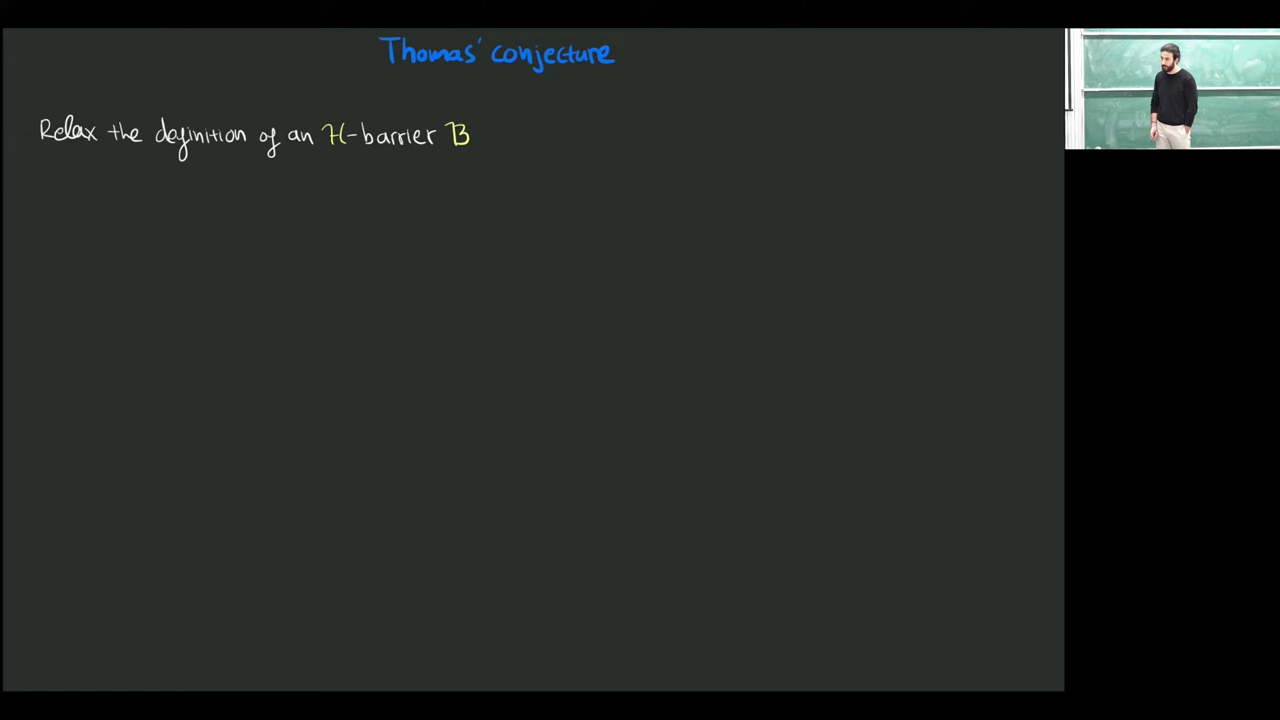 Thomas' conjecture
Relax the definition of an H-barrier B